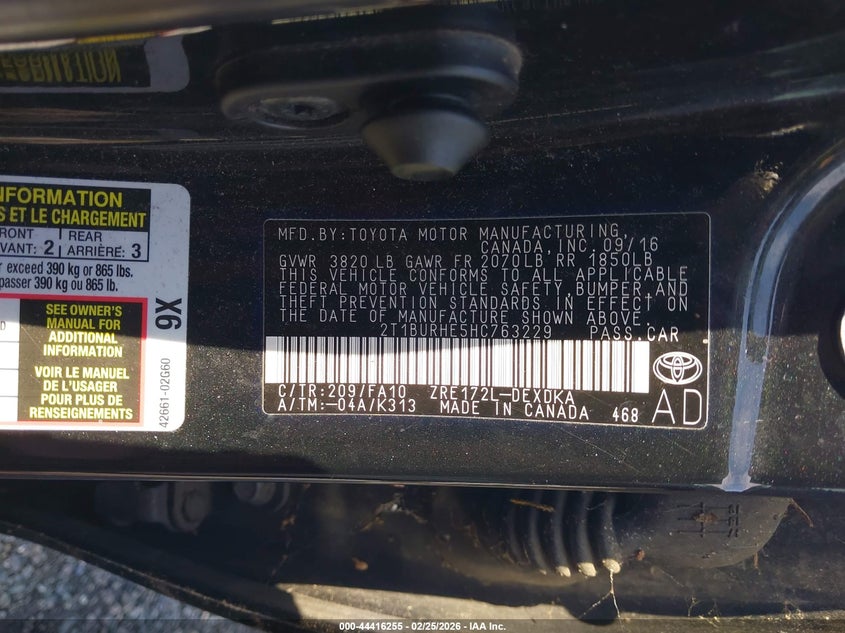 NFORMATION
S ET LE CHARGEMENT
FRONT
REAR
VANT: 2
ARRIÈRE: 3
r exceed 390 kg or 865 lbs.
passer 390 kg ou 865 lb.
SEE OWNER'S
MANUAL FOR
ADDITIONAL
INFORMATION
VOIR LE MANUEL
DE L'USAGER
POUR PLUS DE
RENSEIGNEMENTS
9X
42661-02G60
MFD.BY:TOYOTA MOTOR MANUFACTURING,
CANADA, INC. 09/16
GVWR 3820 LB GAWR FR 2070LB RR 1850LB
THIS VEHICLE CONFORMS TO ALL APPLICABLE
FEDERAL MOTOR VEHICLE SAFETY, BUMPER, AND
THEFT PREVENTION STANDARDS IN EFFECT ON
THE DATE OF MANUFACTURE SHOWN ABOVE.
2T1BURHE5HC763229 PASS.CAR
C/TR:209/FA10 ZRE172L-DEXDKA
A/TM:-04A/K313 MADE IN CANADA 468
AD
000-44416255 - 02/25/2026 - IAA Inc.